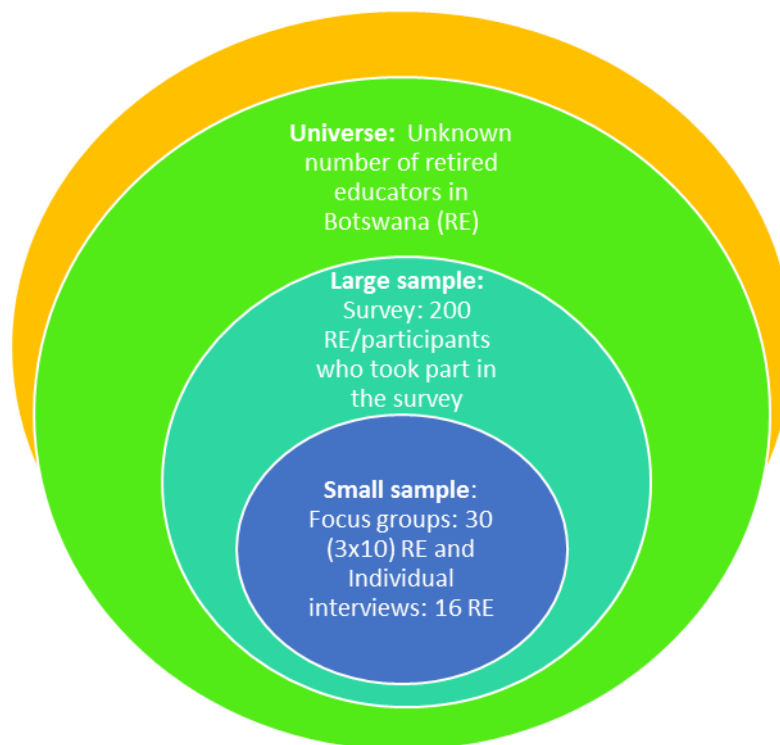 Universe: Unknown
number of retired
educators in
Botswana (RE)
Large sample:
Survey: 200
RE/participants
who took part in
the survey
Small sample:
Focus groups: 30
(3x10) RE and
Individual
interviews: 16 RE